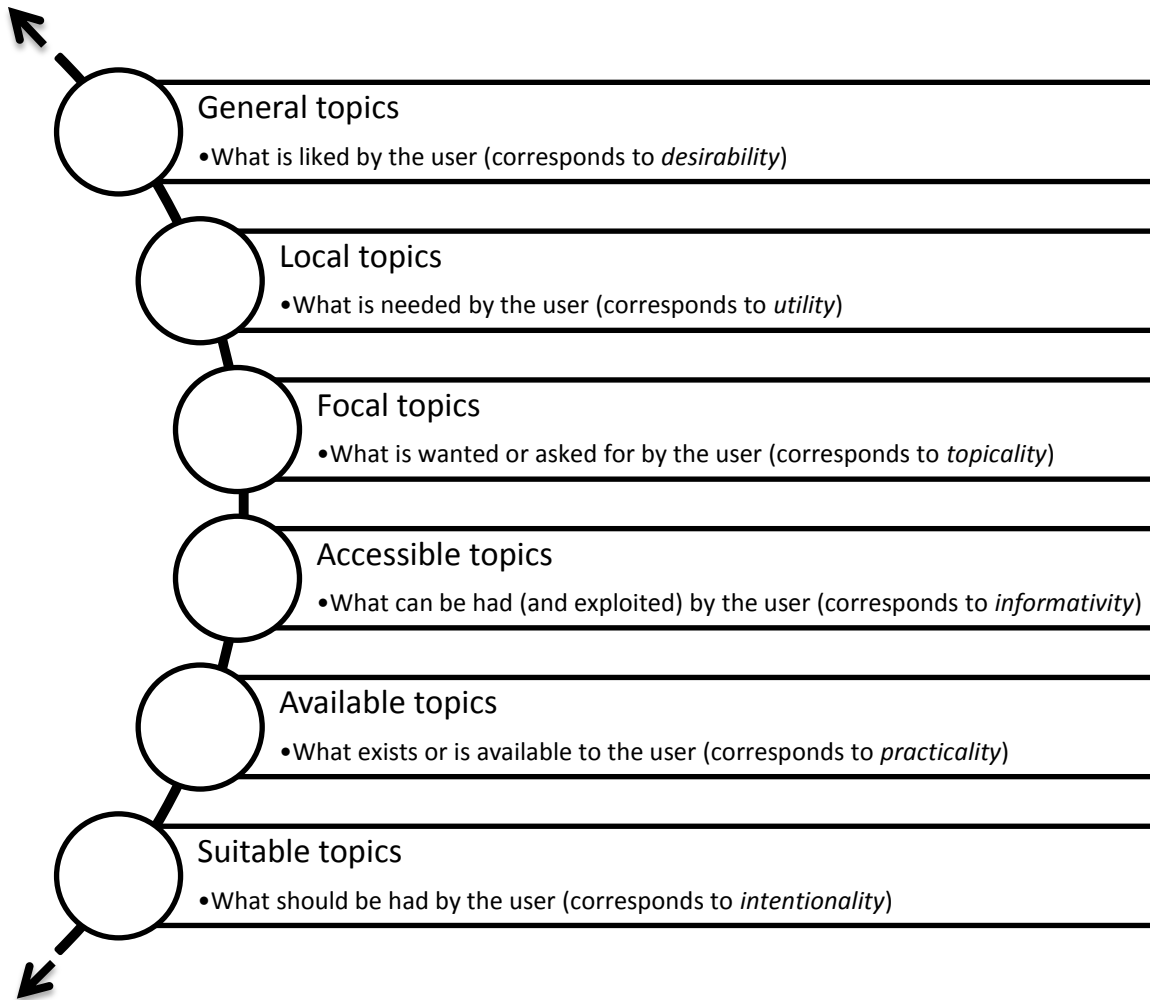 General topics
•What is liked by the user (corresponds to desirability)
Local topics
•What is needed by the user (corresponds to utility)
Focal topics
•What is wanted or asked for by the user (corresponds to topicality)
Accessible topics
•What can be had (and exploited) by the user (corresponds to informativity)
Available topics
•What exists or is available to the user (corresponds to practicality)
Suitable topics
•What should be had by the user (corresponds to intentionality)